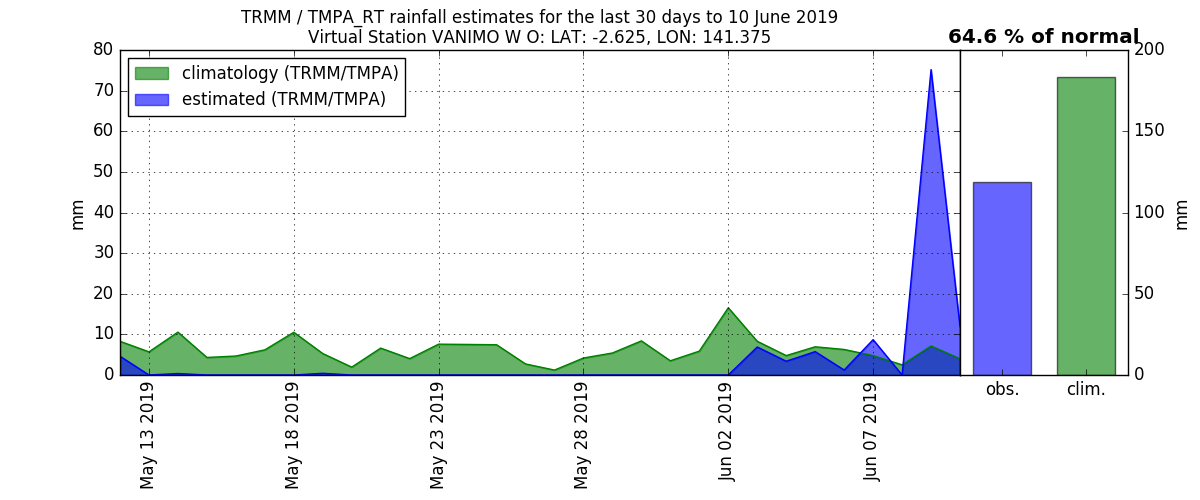 TRMM / TMPA_RT rainfall estimates for the last 30 days to 10 June 2019
Virtual Station VANIMO W O: LAT: -2.625, LON: 141.375
64.6 % of normal
climatology (TRMM/TMPA)
estimated (TRMM/TMPA)
mm
80
70
60
50
40
30
20
10
0
May 13 2019
May 18 2019
May 23 2019
May 28 2019
Jun 02 2019
Jun 07 2019
obs.
clim.
200
150
100
50
0
mm